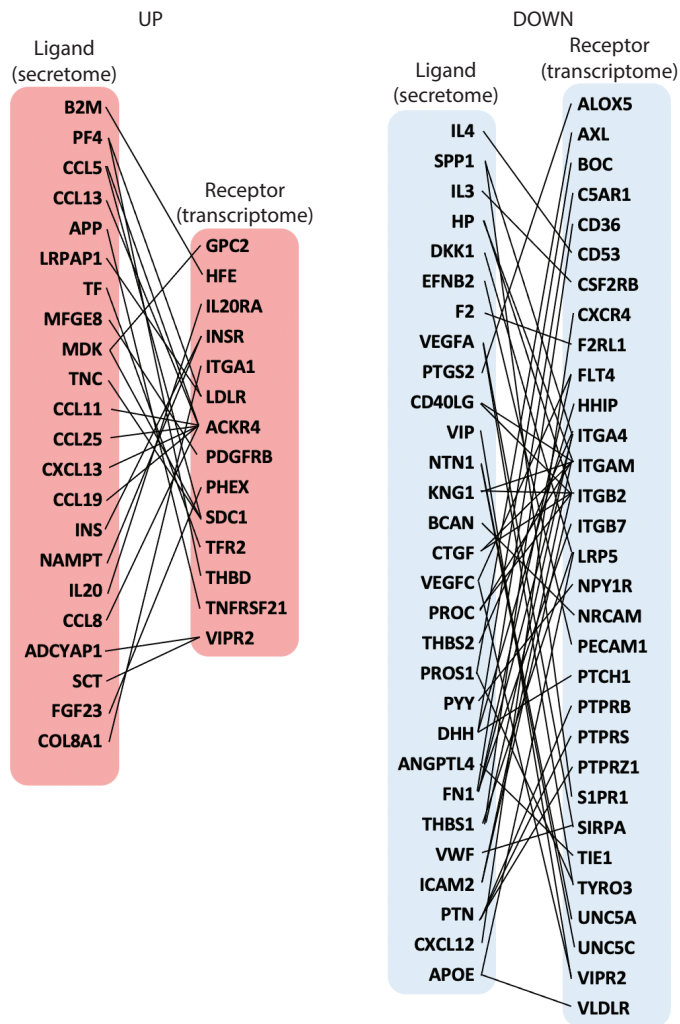 UP
Ligand
(secretome)
B2M
PF4
CCL5
CCL13
APP
LRPAP1
TF
MFGE8
MDK
TNC
CCL11
CCL25
CXCL13
CCL19
INS
NAMPT
IL20
CCL8
ADCYAP1
SCT
FGF23
COL8A1
Receptor
(transcriptome)
GPC2
HFE
IL20RA
INSR
ITGA1
LDLR
ACKR4
PDGFRB
PHEX
SDC1
TFR2
THBD
TNFRSF21
VIPR2
DOWN
Ligand
(secretome)
IL4
SPP1
IL3
HP
DKK1
EFNB2
F2
VEGFA
PTGS2
CD40LG
VIP
NTN1
KNG1
BCAN
CTGF
VEGFC
PROC
THBS2
PROS1
PYY
DHH
ANGPTL4
FN1
THBS1
VWF
ICAM2
PTN
CXCL12
APOE
Receptor
(transcriptome)
ALOX5
AXL
BOC
C5AR1
CD36
CD53
CSF2RB
CXCR4
F2RL1
FLT4
HHIP
ITGA4
ITGAM
ITGB2
ITGB7
LRP5
NPY1R
NRCAM
PECAM1
PTCH1
PTPRB
PTPRS
PTPRZ1
S1PR1
SIRPA
TIE1
TYRO3
UNC5A
UNC5C
VIPR2
VLDLR